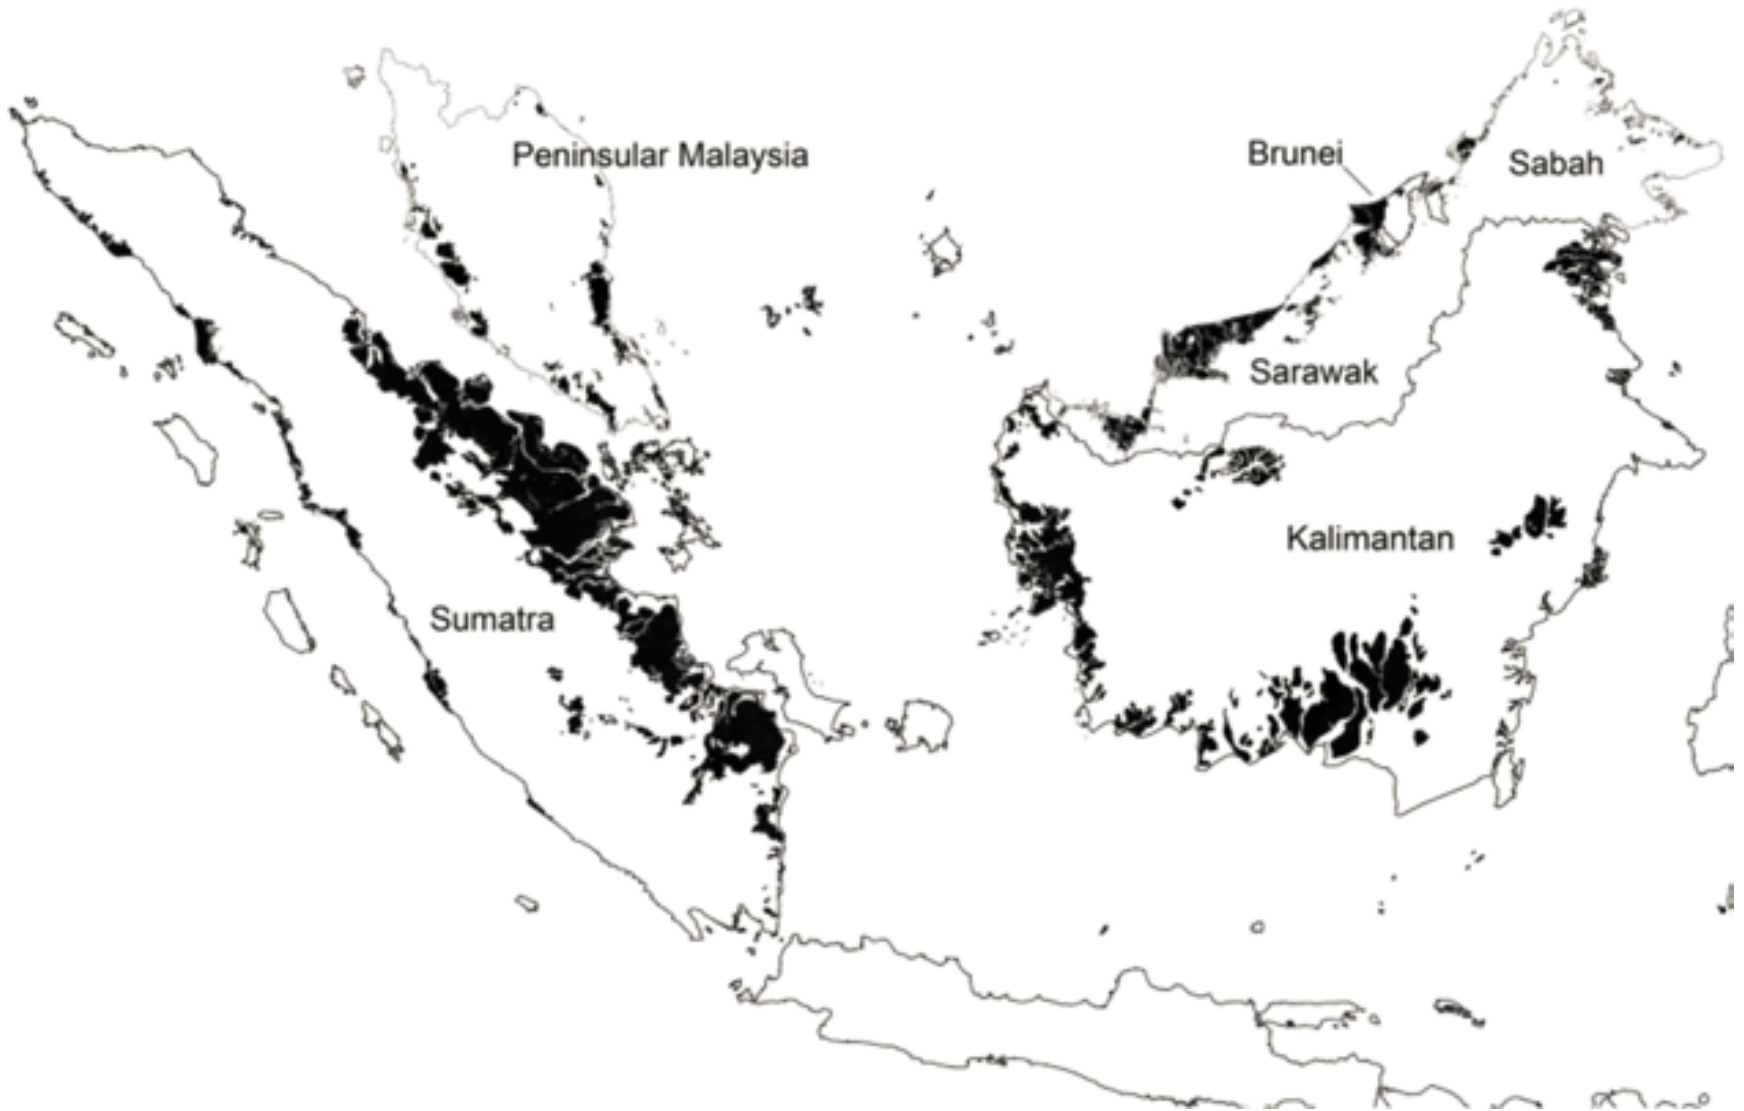 Peninsular Malaysia
Brunei
Sabah
Sarawak
Kalimantan
Sumatra